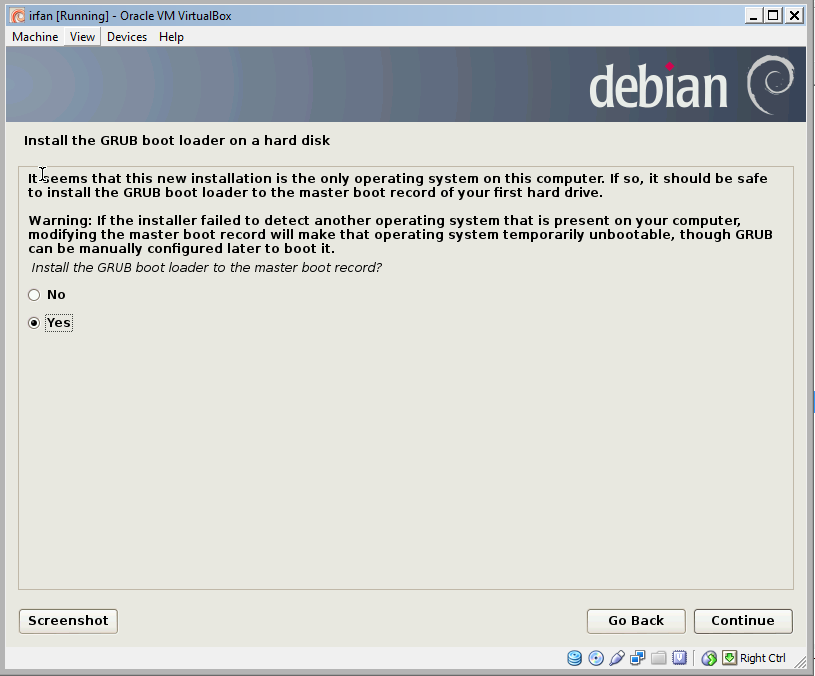 irfan [Running] - Oracle VM VirtualBox
Machine View Devices Help
debian
Install the GRUB boot loader on a hard disk
It seems that this new installation is the only operating system on this computer. If so, it should be safe
to install the GRUB boot loader to the master boot record of your first hard drive.
Warning: If the installer failed to detect another operating system that is present on your computer,
modifying the master boot record will make that operating system temporarily unbootable, though GRUB
can be manually configured later to boot it.
Install the GRUB boot loader to the master boot record?
No
Yes
Screenshot Go Back Continue
Right Ctrl